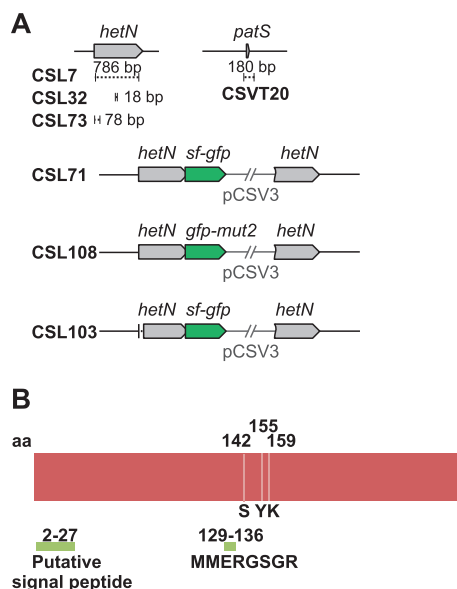 A
hetN patS
786 bp 180 bp
CSL7 CSVT20
CSL32 18 bp
CSL73 78 bp
hetN sf-gfp hetN
CSL71
pCSV3
hetN gfp-mut2 hetN
CSL108
pCSV3
hetN sf-gfp hetN
CSL103
pCSV3
B
155
aa 142 159
S YK
2-27 129-136
Putative MMERGSGR
signal peptide